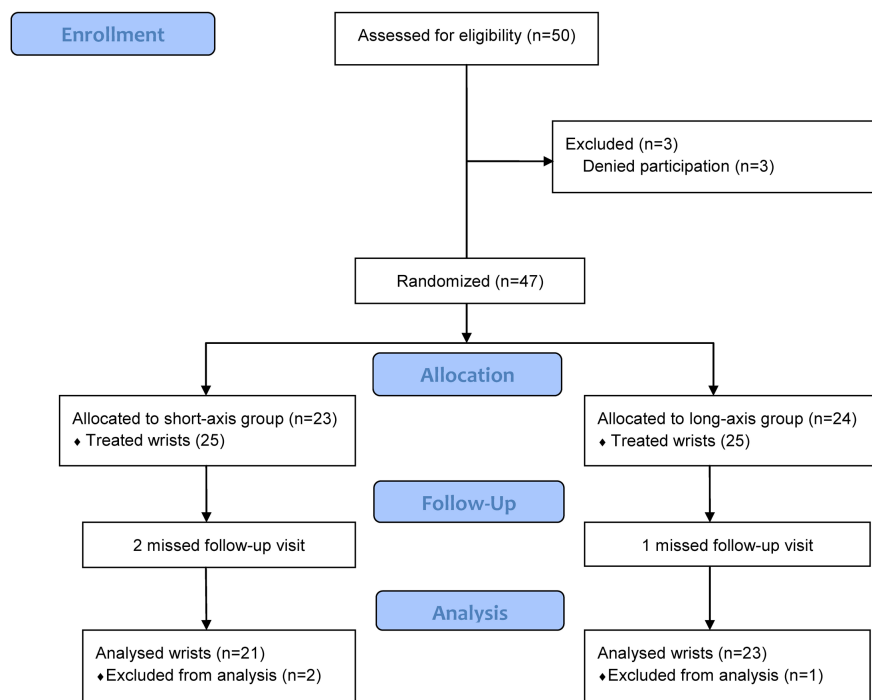 Enrollment
Assessed for eligibility (n=50)
Excluded (n=3)
Denied participation (n=3)
Randomized (n=47)
Allocation
Allocated to short-axis group (n=23)
♦ Treated wrists (25)
Allocated to long-axis group (n=24)
♦ Treated wrists (25)
Follow-Up
2 missed follow-up visit
1 missed follow-up visit
Analysis
Analysed wrists (n=21)
♦Excluded from analysis (n=2)
Analysed wrists (n=23)
♦Excluded from analysis (n=1)